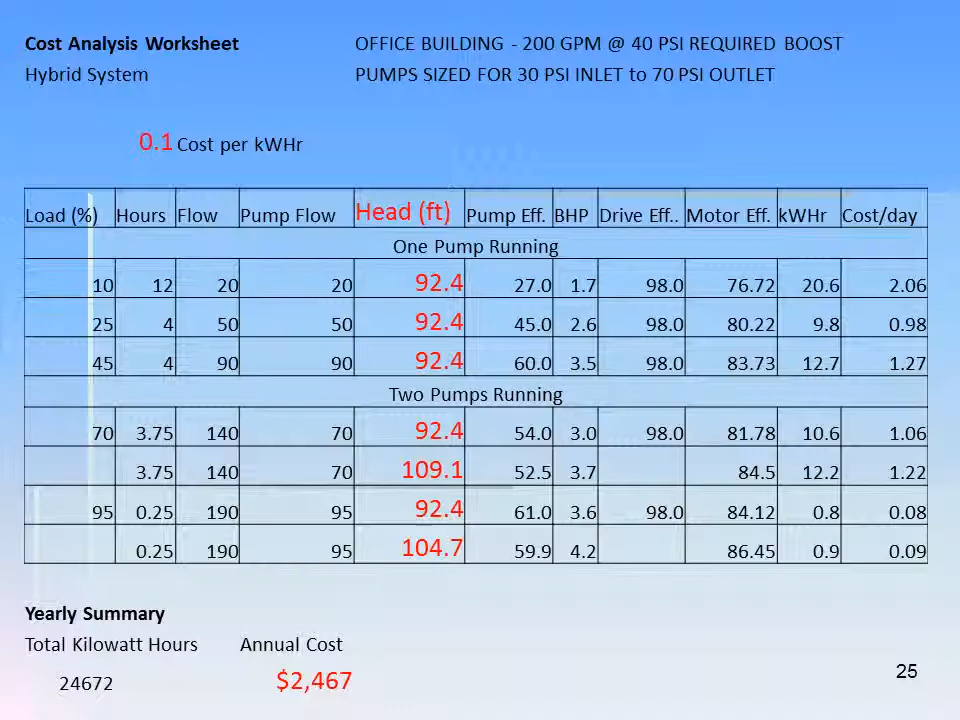 Cost Analysis Worksheet OFFICE BUILDING - 200 GPM @ 40 PSI REQUIRED BOOST
Hybrid System PUMPS SIZED FOR 30 PSI INLET to 70 PSI OUTLET
0.1 Cost per kWHr
Load (%) Hours Flow Pump Flow Head (ft) Pump Eff. BHP Drive Eff.. Motor Eff. kWHr Cost/day
One Pump Running
10 12 20 20 92.4 27.0 1.7 98.0 76.72 20.6 2.06
25 4 50 50 92.4 45.0 2.6 98.0 80.22 9.8 0.98
45 4 90 90 92.4 60.0 3.5 98.0 83.73 12.7 1.27
Two Pumps Running
70 3.75 140 70 92.4 54.0 3.0 98.0 81.78 10.6 1.06
3.75 140 70 109.1 52.5 3.7 84.5 12.2 1.22
95 0.25 190 95 92.4 61.0 3.6 98.0 84.12 0.8 0.08
0.25 190 95 104.7 59.9 4.2 86.45 0.9 0.09
Yearly Summary
Total Kilowatt Hours Annual Cost
24672 $2,467
25